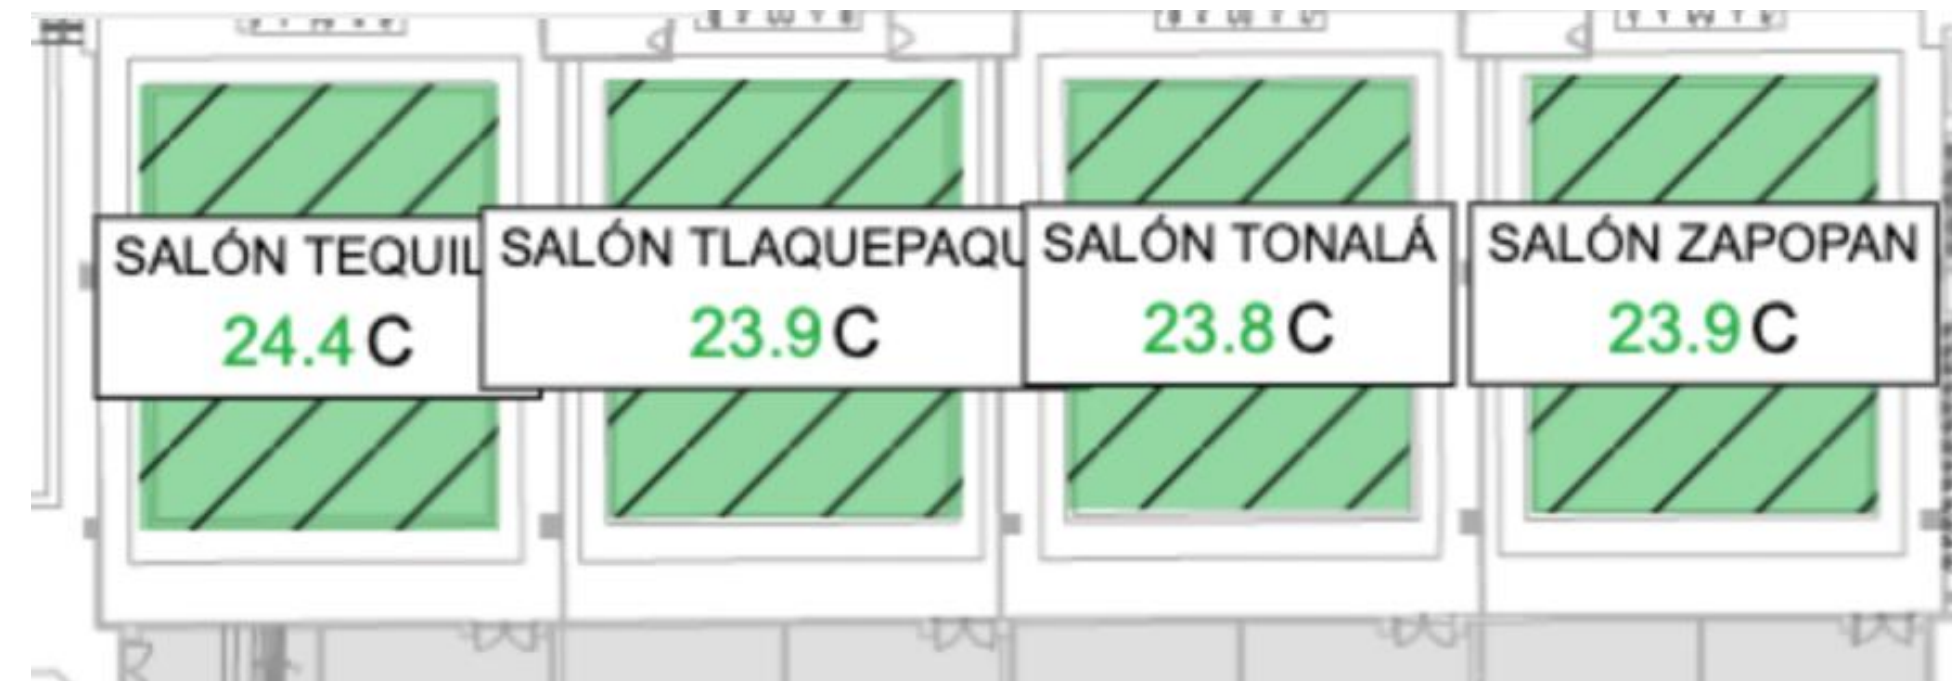 SALÓN TEQUIL
24.4 C
SALÓN TLAQUEPAQU
23.9 C
SALÓN TONALÁ
23.8 C
SALÓN ZAPOPAN
23.9 C